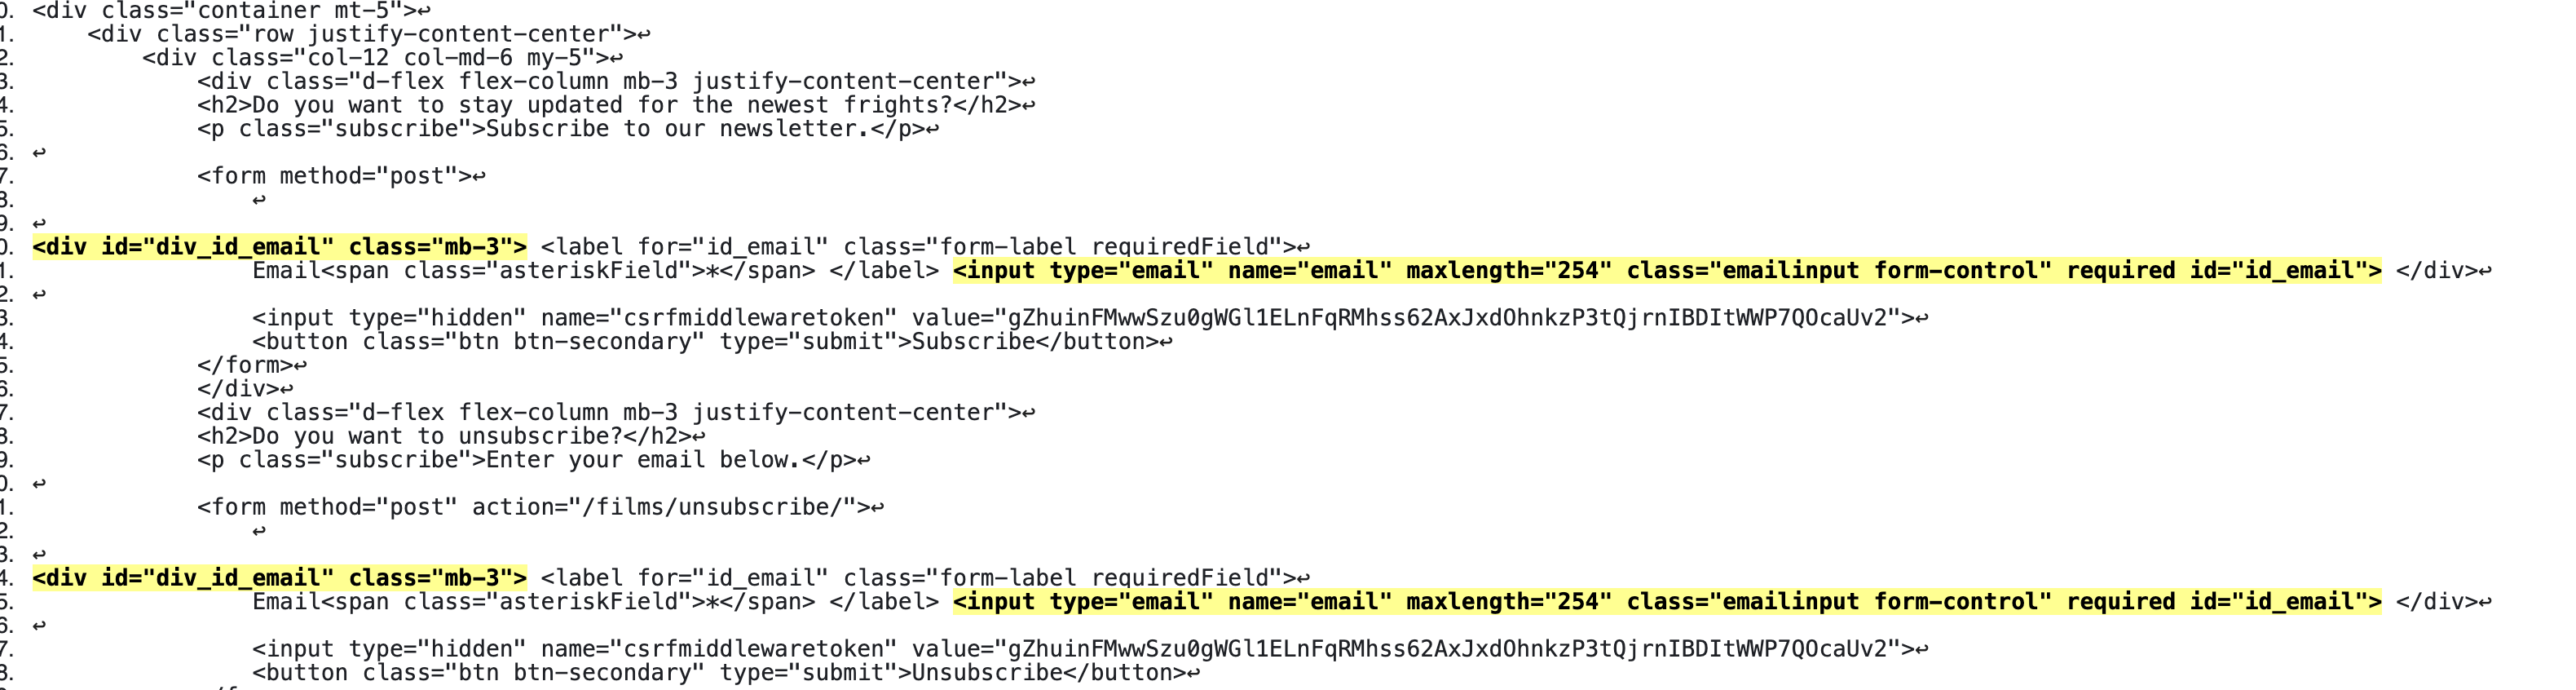 0. <div class="container mt-5">↩
1. <div class="row justify-content-center">↩
2. <div class="col-12 col-md-6 my-5">↩
3. <div class="d-flex flex-column mb-3 justify-content-center">↩
4. <h2>Do you want to stay updated for the newest frights?</h2>↩
5. <p class="subscribe">Subscribe to our newsletter.</p>↩
6. ↩
7. <form method="post">↩
8. ↩
9. ↩
0. <div id="div_id_email" class="mb-3"> <label for="id_email" class="form-label requiredField">↩
1. Email<span class="asteriskField">*</span> </label> <input type="email" name="email" maxlength="254" class="emailinput form-control" required id="id_email"> </div>↩
2. ↩
3. <input type="hidden" name="csrfmiddlewaretoken" value="gZhuinFMwwSzu0gWGl1ELnFqRMhss62AxJxdOhnkzP3tQjrnIBDItWWP7QOcaUv2">↩
4. <button class="btn btn-secondary" type="submit">Subscribe</button>↩
5. </form>↩
6. </div>↩
7. <div class="d-flex flex-column mb-3 justify-content-center">↩
8. <h2>Do you want to unsubscribe?</h2>↩
9. <p class="subscribe">Enter your email below.</p>↩
0. ↩
1. <form method="post" action="/films/unsubscribe/">↩
2. ↩
3. ↩
4. <div id="div_id_email" class="mb-3"> <label for="id_email" class="form-label requiredField">↩
5. Email<span class="asteriskField">*</span> </label> <input type="email" name="email" maxlength="254" class="emailinput form-control" required id="id_email"> </div>↩
6. ↩
7. <input type="hidden" name="csrfmiddlewaretoken" value="gZhuinFMwwSzu0gWGl1ELnFqRMhss62AxJxdOhnkzP3tQjrnIBDItWWP7QOcaUv2">↩
8. <button class="btn btn-secondary" type="submit">Unsubscribe</button>↩